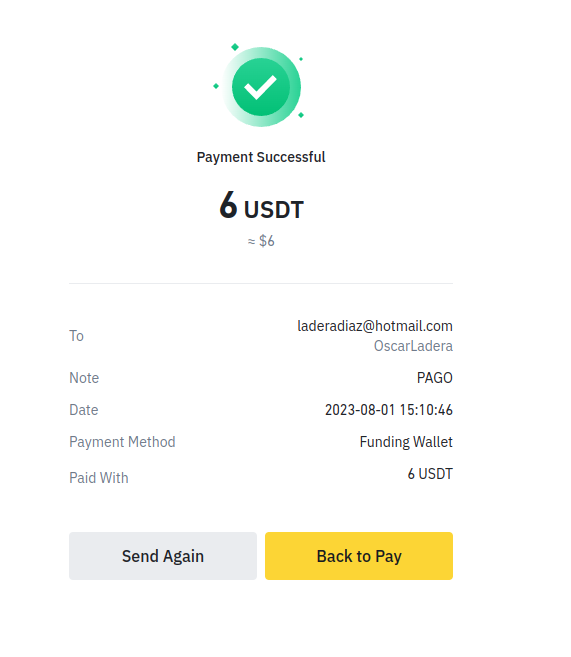 Payment Successful
6 USDT
≈ $6
To
laderadiaz@hotmail.com
OscarLadera
Note PAGO
Date 2023-08-01 15:10:46
Payment Method Funding Wallet
Paid With 6 USDT
Send Again Back to Pay